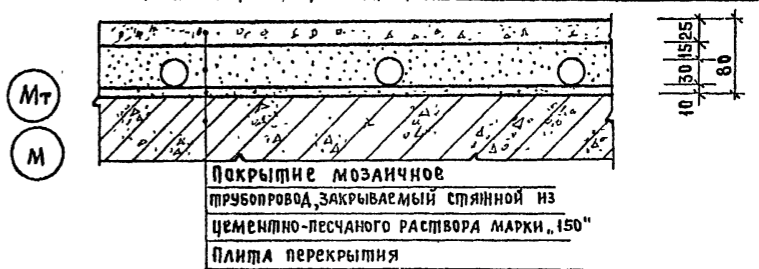 Мт
М
25
15
30
10
80
Покрытие мозаичное
трубопровод, закрываемый стяжкой из
цементно-песчаного раствора марки „150"
Плита перекрытия